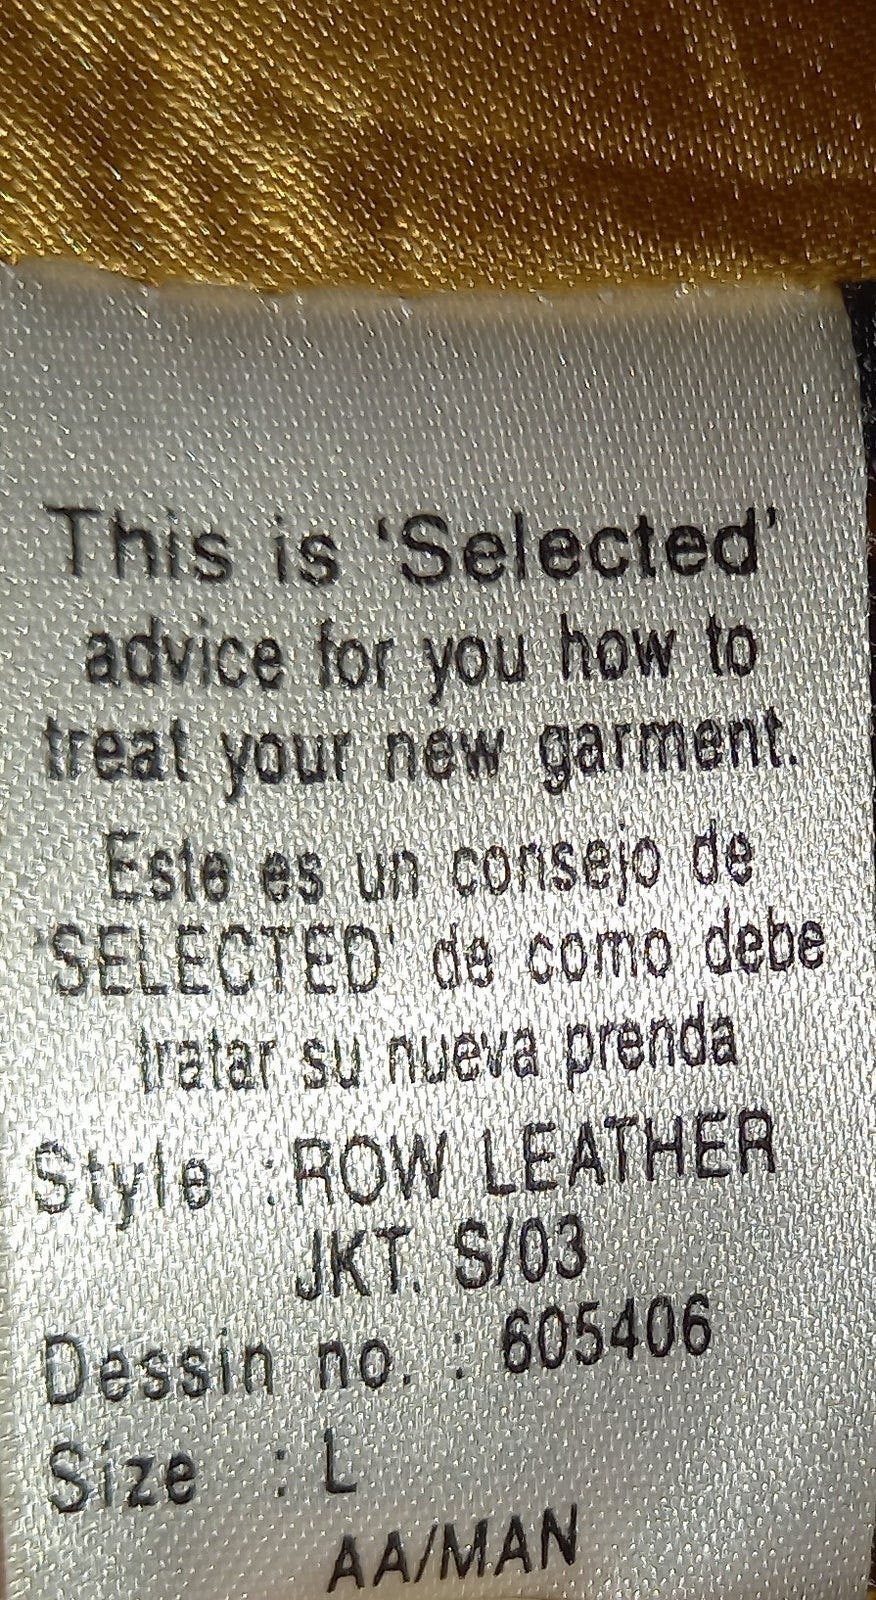 This is 'Selected'
advice for you how to
treat your new garment.
Este es un consejo de
'SELECTED' de como debe
tratar su nueva prenda
Style : ROW LEATHER
JKT. S/03
Dessin no. : 605406
Size : L
AA/MAN